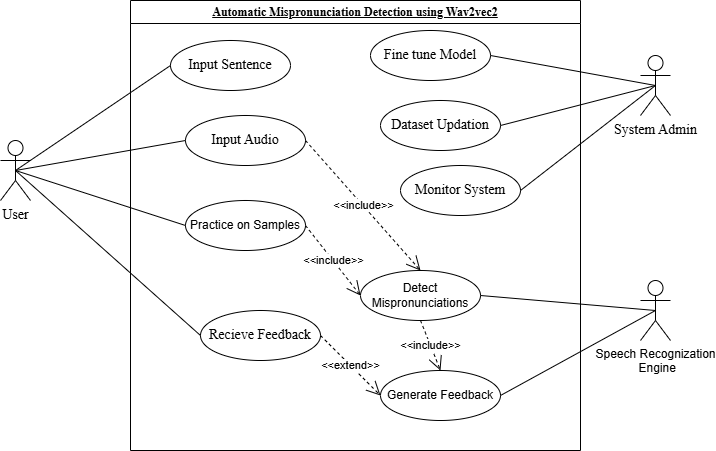 Automatic Mispronunciation Detection using Wav2vec2
Input Sentence
Fine tune Model
Input Audio
Dataset Updation
System Admin
Monitor System
User
<<include>>
Practice on Samples
<<include>>
Detect
Mispronunciations
Recieve Feedback
<<include>>
Speech Recognization
Engine
<<extend>>
Generate Feedback